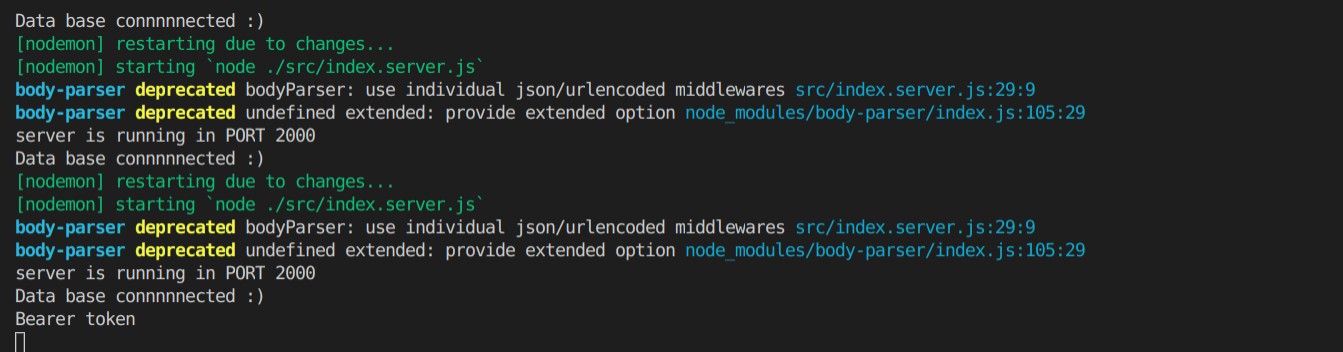 Data base connnnnected :)
[nodemon] restarting due to changes...
[nodemon] starting `node ./src/index.server.js`
body-parser deprecated bodyParser: use individual json/urlencoded middlewares src/index.server.js:29:9
body-parser deprecated undefined extended: provide extended option node_modules/body-parser/index.js:105:29
server is running in PORT 2000
Data base connnnnected :)
[nodemon] restarting due to changes...
[nodemon] starting `node ./src/index.server.js`
body-parser deprecated bodyParser: use individual json/urlencoded middlewares src/index.server.js:29:9
body-parser deprecated undefined extended: provide extended option node_modules/body-parser/index.js:105:29
server is running in PORT 2000
Data base connnnnected :)
Bearer token